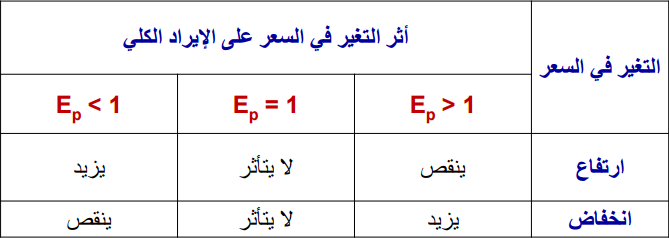 أثر التغير في السعر على الإيراد الكلي
التغير في السعر
Ep > 1
Ep = 1
Ep < 1
ارتفاع
ينقص
لا يتأثر
يزيد
انخفاض
يزيد
لا يتأثر
ينقص